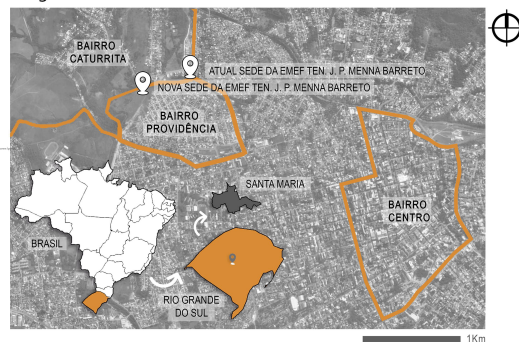 BAIRRO
CATURRITA
ATUAL SEDE DA EMEF TEN. J. P. MENNA BARRETO
NOVA SEDE DA EMEF TEN. J. P. MENNA BARRETO
BAIRRO
PROVIDÊNCIA
SANTA MARIA
BAIRRO
CENTRO
BRASIL
RIO GRANDE
DO SUL
1Km